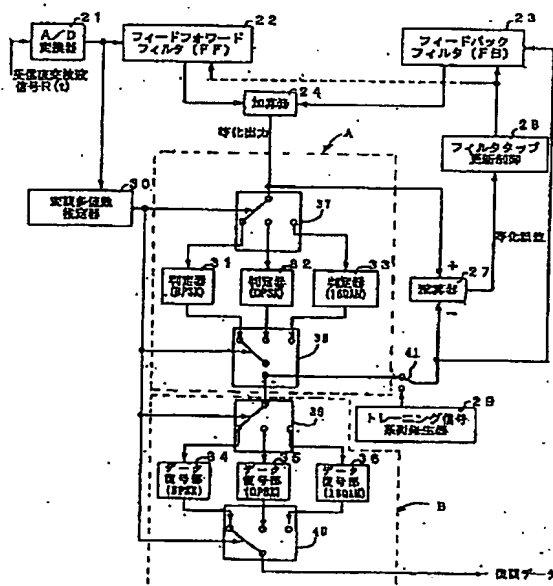 21
A/D
変換器
22
フィードフォワード
フィルタ(FF)
23
フィードバック
フィルタ(FB)
受信直交検波
信号R(t)
24
加算器
等化出力
A
28
フィルタタップ
更新制御
30
変調多値数
推定器
37
等化誤差
31
判定器
(BPSK)
32
判定器
(QPSK)
33
判定器
(16QAM)
27
+
-
38
41
39
29
トレーニング信号
系列発生器
34
データ
復号部
(BPSK)
35
データ
復号部
(QPSK)
36
データ
復号部
(16QAM)
B
40
復調データ